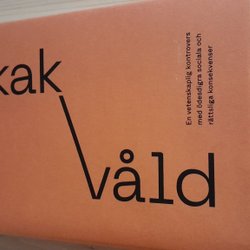 kak
våld
En vetenskaplig kontrovers
med ödesdigra sociala och
rättsliga konsekvenser